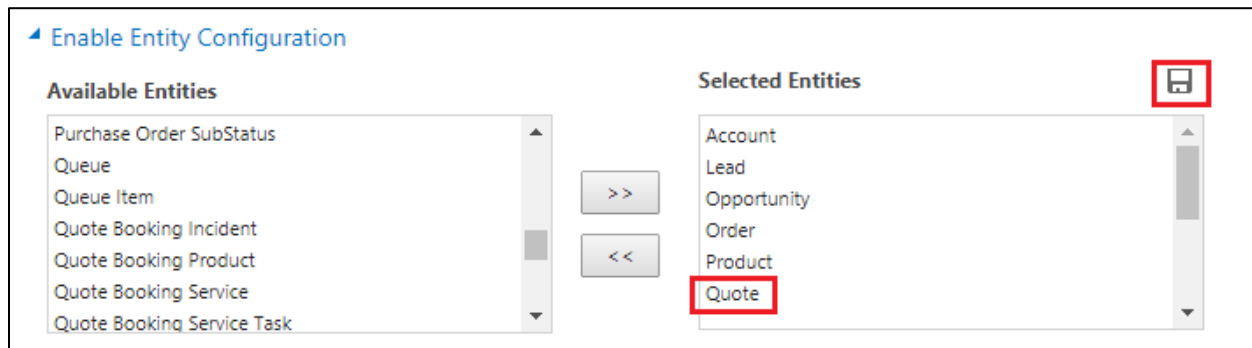 Enable Entity Configuration
Available Entities
Purchase Order SubStatus
Queue
Queue Item
Quote Booking Incident
Quote Booking Product
Quote Booking Service
Quote Booking Service Task
>>
<<
Selected Entities
Account
Lead
Opportunity
Order
Product
Quote